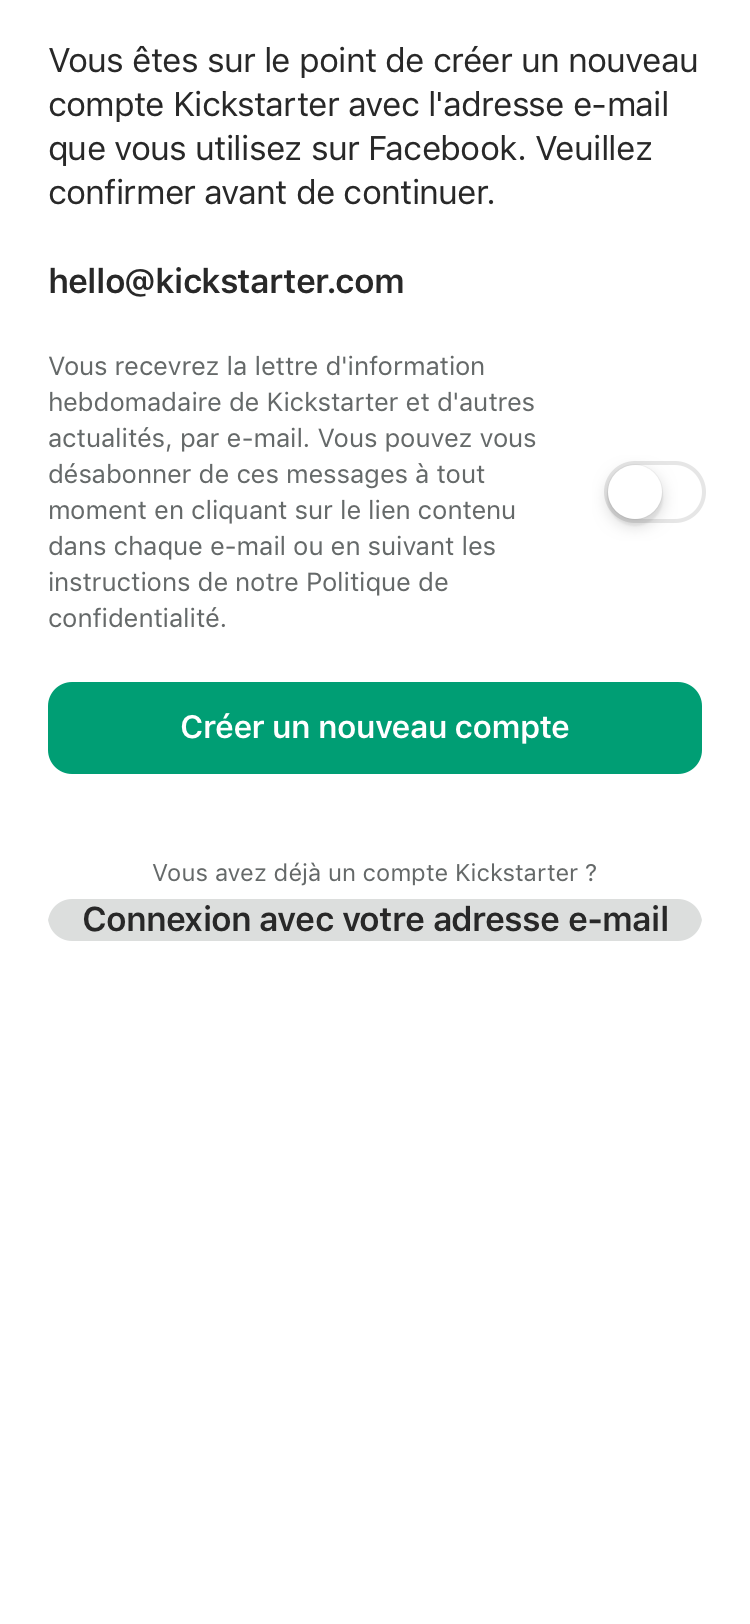 Vous êtes sur le point de créer un nouveau
compte Kickstarter avec l'adresse e-mail
que vous utilisez sur Facebook. Veuillez
confirmer avant de continuer.
hello@kickstarter.com
Vous recevrez la lettre d'information
hebdomadaire de Kickstarter et d'autres
actualités, par e-mail. Vous pouvez vous
désabonner de ces messages à tout
moment en cliquant sur le lien contenu
dans chaque e-mail ou en suivant les
instructions de notre Politique de
confidentialité.
Créer un nouveau compte
Vous avez déjà un compte Kickstarter ?
Connexion avec votre adresse e-mail